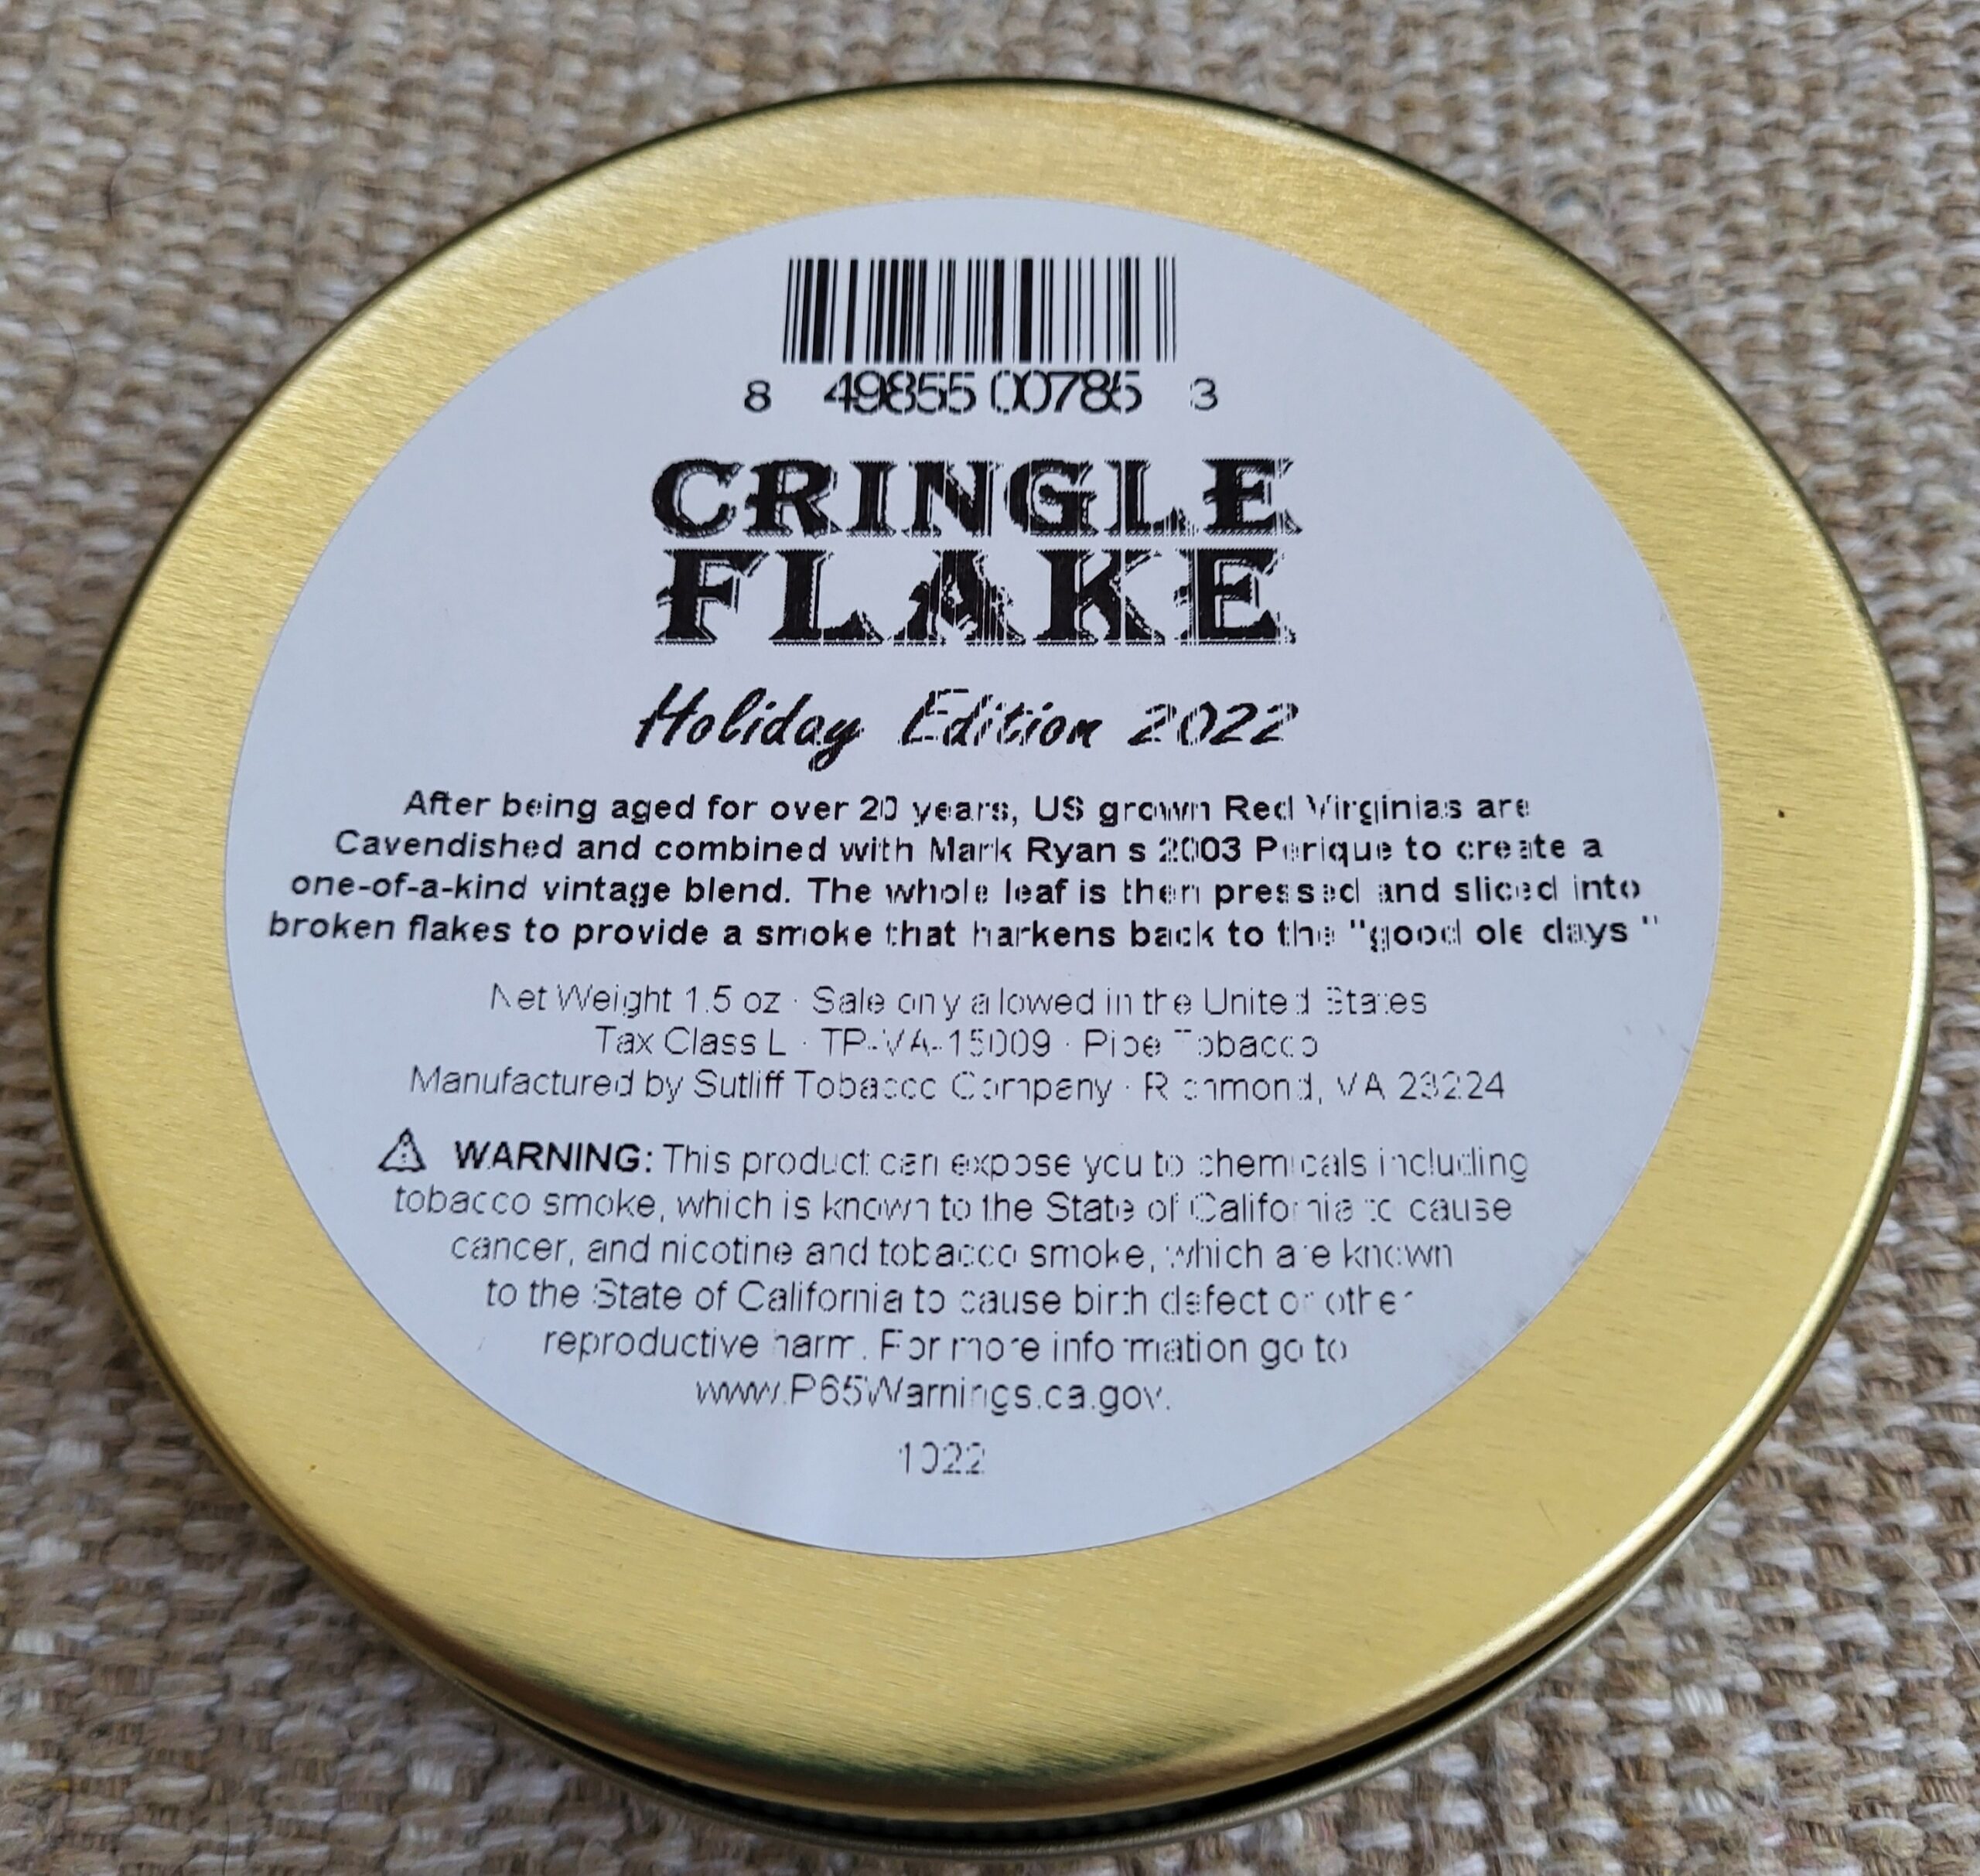 8 49855 00785 3
CRINGLE
FLAKE
Holiday Edition 2022
After being aged for over 20 years, US grown Red Virginias are
Cavendished and combined with Mark Ryan s 2003 Perique to create a
one-of-a-kind vintage blend. The whole leaf is then pressed and sliced into
broken flakes to provide a smoke that harkens back to the "good ole days "
Net Weight 1.5 oz · Sale only allowed in the United States
Tax Class L · TP-VA-15009 · Pipe Tobacco
Manufactured by Sutliff Tobacco Company · Richmond, VA 23224
⚠ WARNING: This product can expose you to chemicals including
tobacco smoke, which is known to the State of California to cause
cancer, and nicotine and tobacco smoke, which are known
to the State of California to cause birth defect or other
reproductive harm. For more information go to
www.P65Warnings.ca.gov.
1022